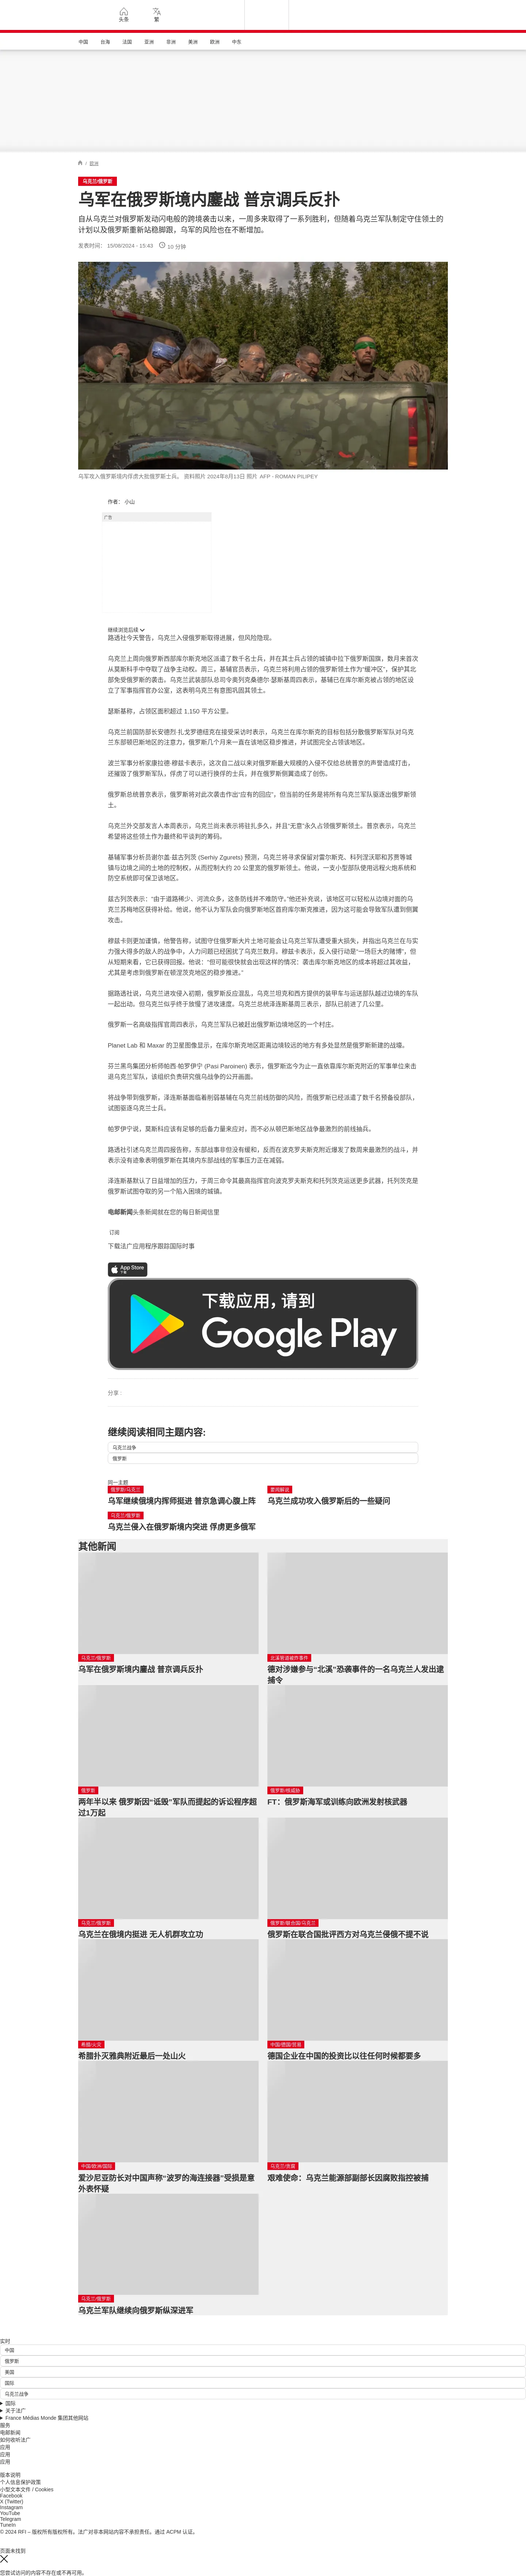 头条
繁
中国
台海
法国
亚洲
非洲
美洲
欧洲
中东
/ 欧洲
乌克兰/俄罗斯
乌军在俄罗斯境内鏖战 普京调兵反扑
自从乌克兰对俄罗斯发动闪电般的跨境袭击以来，一周多来取得了一系列胜利，但随着乌克兰军队制定守住领土的
计划以及俄罗斯重新站稳脚跟，乌军的风险也在不断增加。
发表时间： 15/08/2024 - 15:43
10 分钟
乌军攻入俄罗斯境内俘虏大批俄罗斯士兵。 资料照片 2024年8月13日 照片 AFP - ROMAN PILIPEY
作者： 小山
广告
继续浏览后续
路透社今天警告，乌克兰入侵俄罗斯取得进展，但风险隐现。
乌克兰上周向俄罗斯西部库尔斯克地区派遣了数千名士兵，并在其士兵占领的城镇中拉下俄罗斯国旗，数月来首次
从莫斯科手中夺取了战争主动权。周三，基辅官员表示，乌克兰将利用占领的俄罗斯领土作为“缓冲区”，保护其北
部免受俄罗斯的袭击。乌克兰武装部队总司令奥列克桑德尔·瑟斯基周四表示，基辅已在库尔斯克被占领的地区设
立了军事指挥官办公室，这表明乌克兰有意图巩固其领土。
瑟斯基称，占领区面积超过 1,150 平方公里。
乌克兰前国防部长安德烈·扎戈罗德纽克在接受采访时表示，乌克兰在库尔斯克的目标包括分散俄罗斯军队对乌克
兰东部顿巴斯地区的注意力，俄罗斯几个月来一直在该地区稳步推进，并试图完全占领该地区。
波兰军事分析家康拉德·穆兹卡表示，这次自二战以来对俄罗斯最大规模的入侵不仅给总统普京的声誉造成打击，
还摧毁了俄罗斯军队，俘虏了可以进行换俘的士兵，并在俄罗斯侧翼造成了创伤。
俄罗斯总统普京表示，俄罗斯将对此次袭击作出“应有的回应”，但当前的任务是将所有乌克兰军队驱逐出俄罗斯领
土。
乌克兰外交部发言人本周表示，乌克兰尚未表示将驻扎多久，并且“无意”永久占领俄罗斯领土。普京表示，乌克兰
希望将这些领土作为最终和平谈判的筹码。
基辅军事分析员谢尔盖·兹古列茨 (Serhiy Zgurets) 预测，乌克兰将寻求保留对雷尔斯克、科列涅沃耶和苏贾等城
镇与边境之间的土地的控制权，从而控制大约 20 公里宽的俄罗斯领土。他说，一支小型部队使用远程火炮系统和
防空系统即可保卫该地区。
兹古列茨表示：“由于道路稀少、河流众多，这条防线并不难防守。”他还补充说，该地区可以轻松从边境对面的乌
克兰苏梅地区获得补给。他说，他不认为军队会向俄罗斯地区首府库尔斯克推进，因为这可能会导致军队遭到侧翼
攻击。
穆兹卡则更加谨慎，他警告称，试图守住俄罗斯大片土地可能会让乌克兰军队遭受重大损失，并指出乌克兰在与实
力强大得多的敌人的战争中，人力问题已经困扰了乌克兰数月。穆兹卡表示，反入侵行动是“一场巨大的赌博”，但
从短期来看，它已获得回报。他说：“但可能很快就会出现这样的情况：袭击库尔斯克地区的成本将超过其收益，
尤其是考虑到俄罗斯在顿涅茨克地区的稳步推进。”
据路透社说，乌克兰进攻侵入初期，俄罗斯反应混乱，乌克兰坦克和西方提供的装甲车与运送部队越过边境的车队
一起出动。但乌克兰似乎终于放慢了进攻速度。乌克兰总统泽连斯基周三表示，部队已前进了几公里。
俄罗斯一名高级指挥官周四表示，乌克兰军队已被赶出俄罗斯边境地区的一个村庄。
Planet Lab 和 Maxar 的卫星图像显示，在库尔斯克地区距离边境较远的地方有多处显然是俄罗斯新建的战壕。
芬兰黑鸟集团分析师帕西·帕罗伊宁 (Pasi Paroinen) 表示，俄罗斯迄今为止一直依靠库尔斯克附近的军事单位来击
退乌克兰军队，该组织负责研究俄乌战争的公开画面。
将战争带到俄罗斯，泽连斯基面临着削弱基辅在乌克兰前线防御的风险，而俄罗斯已经派遣了数千名预备役部队，
试图驱逐乌克兰士兵。
帕罗伊宁说，莫斯科应该有足够的后备力量来应对，而不必从顿巴斯地区战争最激烈的前线抽兵。
路透社引述乌克兰周四报告称，东部战事非但没有缓和，反而在波克罗夫斯克附近爆发了数周来最激烈的战斗，并
表示没有迹象表明俄罗斯在其境内东部战线的军事压力正在减弱。
泽连斯基默认了日益增加的压力，于周三命令其最高指挥官向波克罗夫斯克和托列茨克运送更多武器，托列茨克是
俄罗斯试图夺取的另一个陷入困境的城镇。
电邮新闻头条新闻就在您的每日新闻信里
订阅
下载法广应用程序跟踪国际时事
App Store
下载
下载应用，请到
Google Play
分享 :
继续阅读相同主题内容:
乌克兰战争
俄罗斯
同一主题
俄罗斯/乌克兰
乌军继续俄境内挥师挺进 普京急调心腹上阵
要闻解说
乌克兰成功攻入俄罗斯后的一些疑问
乌克兰/俄罗斯
乌克兰侵入在俄罗斯境内突进 俘虏更多俄军
其他新闻
乌克兰/俄罗斯
乌军在俄罗斯境内鏖战 普京调兵反扑
北溪管道破炸事件
德对涉嫌参与“北溪”恐袭事件的一名乌克兰人发出逮
捕令
俄罗斯
两年半以来 俄罗斯因“诋毁”军队而提起的诉讼程序超
过1万起
俄罗斯/核威胁
FT：俄罗斯海军或训练向欧洲发射核武器
乌克兰/俄罗斯
乌克兰在俄境内挺进 无人机群攻立功
俄罗斯/联合国/乌克兰
俄罗斯在联合国批评西方对乌克兰侵俄不提不说
希腊/火灾
希腊扑灭雅典附近最后一处山火
中国/德国/贸易
德国企业在中国的投资比以往任何时候都要多
中国/欧洲/国际
爱沙尼亚防长对中国声称“波罗的海连接器”受损是意
外表怀疑
乌克兰/贪腐
艰难使命：乌克兰能源部副部长因腐败指控被捕
乌克兰/俄罗斯
乌克兰军队继续向俄罗斯纵深进军
实时
中国
俄罗斯
美国
国际
乌克兰战争
国际
关于法广
France Médias Monde 集团其他网站
服务
电邮新闻
如何收听法广
应用
应用
应用
版本说明
个人信息保护政策
小型文本文件 / Cookies
Facebook
X (Twitter)
Instagram
YouTube
Telegram
TuneIn
© 2024 RFI – 版权所有版权所有。法广对非本网站内容不承担责任。通过 ACPM 认证。
页面未找到
您尝试访问的内容不存在或不再可用。